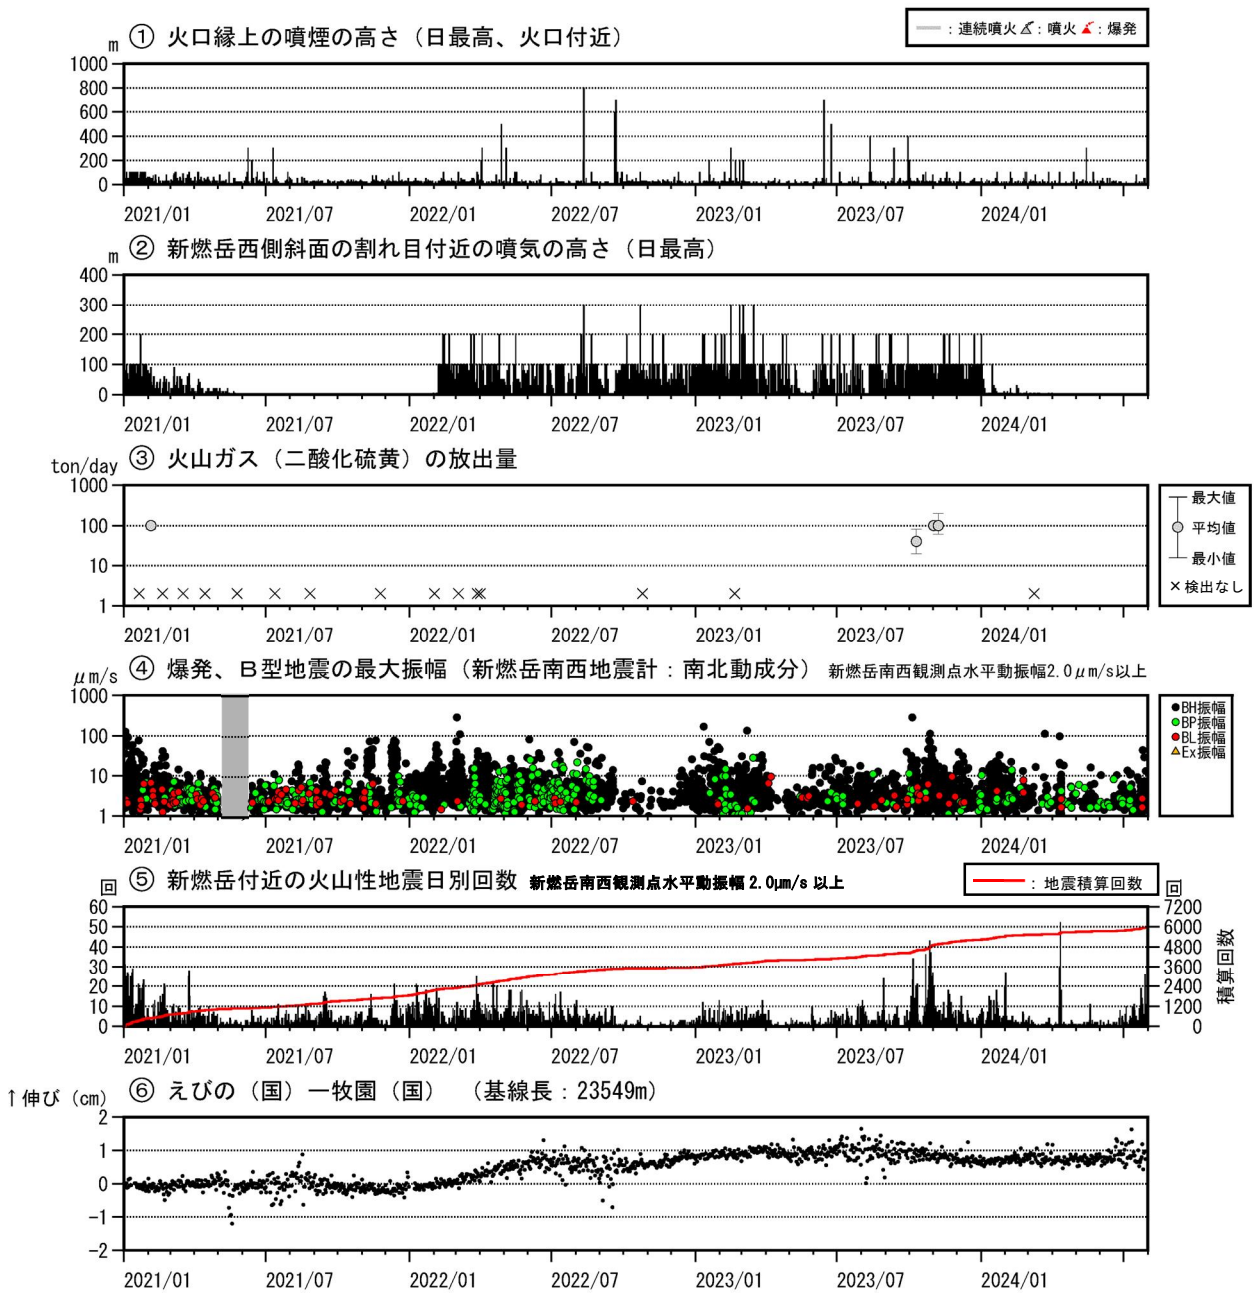 ① 火口縁上の噴煙の高さ（日最高、火口付近）
：連続噴火 ：噴火 ：爆発
m
1000
800
600
400
200
0
2021/01 2021/07 2022/01 2022/07 2023/01 2023/07 2024/01
② 新燃岳西側斜面の割れ目付近の噴気の高さ（日最高）
m
400
300
200
100
0
2021/01 2021/07 2022/01 2022/07 2023/01 2023/07 2024/01
③ 火山ガス（二酸化硫黄）の放出量
ton/day
1000
100
10
1
最大値
平均値
最小値
×検出なし
2021/01 2021/07 2022/01 2022/07 2023/01 2023/07 2024/01
④ 爆発、Ｂ型地震の最大振幅（新燃岳南西地震計：南北動成分） 新燃岳南西観測点水平動振幅2.0μm/s以上
μm/s
1000
100
10
1
BH振幅
BP振幅
BL振幅
Ex振幅
2021/01 2021/07 2022/01 2022/07 2023/01 2023/07 2024/01
⑤ 新燃岳付近の火山性地震日別回数 新燃岳南西観測点水平動振幅 2.0μm/s 以上
：地震積算回数
回 回
60 7200
50 6000
40 4800
30 3600
20 2400
10 1200
0 0
積算回数
2021/01 2021/07 2022/01 2022/07 2023/01 2023/07 2024/01
⑥ えびの（国）－牧園（国） （基線長：23549m）
↑伸び（cm）
2
1
0
−1
−2
2021/01 2021/07 2022/01 2022/07 2023/01 2023/07 2024/01